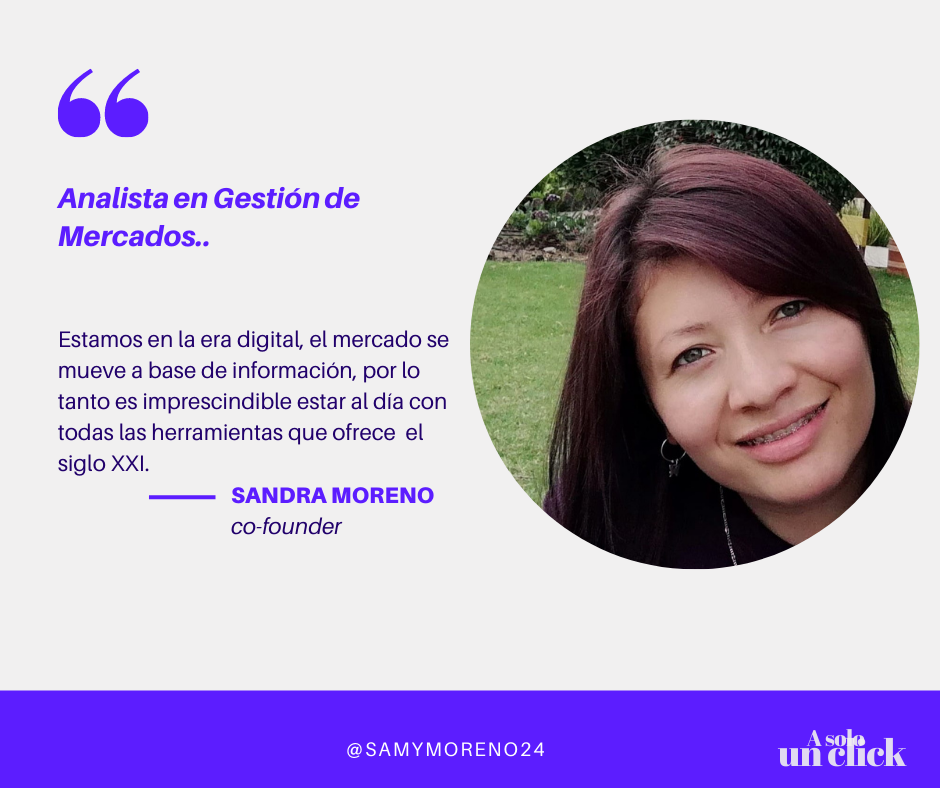 “
Analista en Gestión de
Mercados..
Estamos en la era digital, el mercado se
mueve a base de información, por lo
tanto es imprescindible estar al día con
todas las herramientas que ofrece  el
siglo XXI.
SANDRA MORENO
co-founder
@SAMYMORENO24
A solo
un click